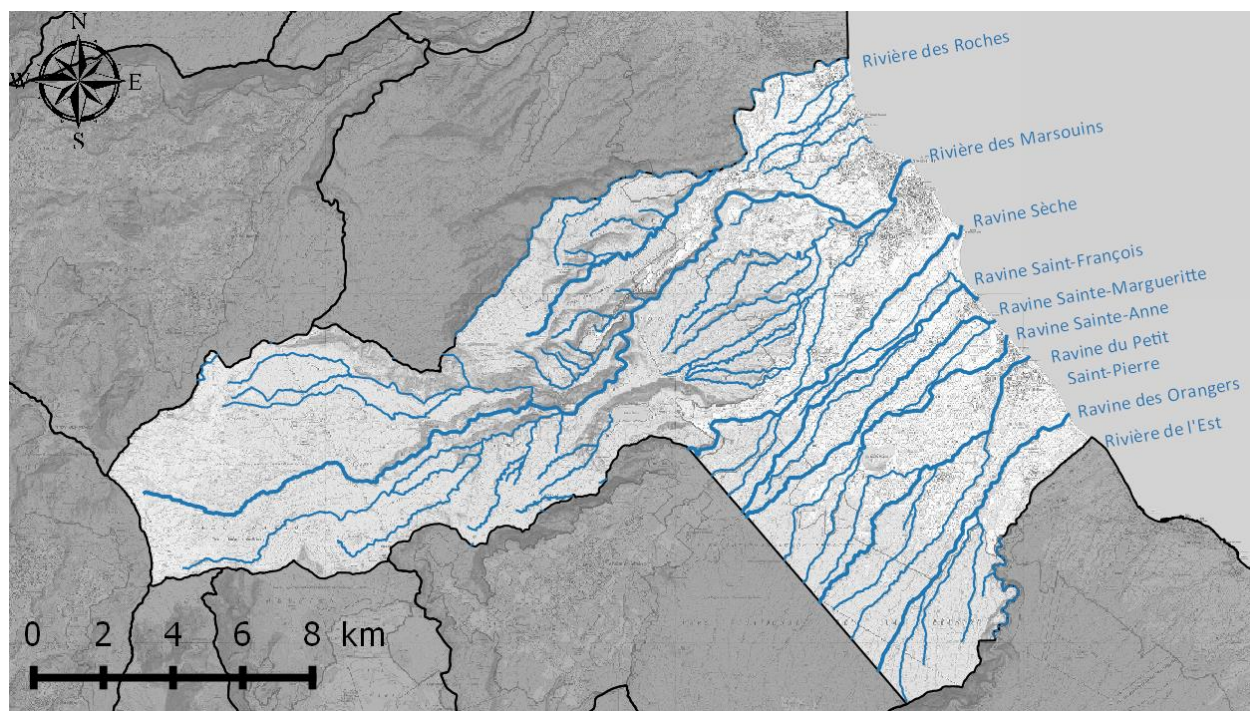 N
W E
S
Rivière des Roches
Rivière des Marsouins
Ravine Sèche
Ravine Saint-François
Ravine Sainte-Margueritte
Ravine Sainte-Anne
Ravine du Petit
Saint-Pierre
Ravine des Orangers
Rivière de l'Est
0 2 4 6 8 km